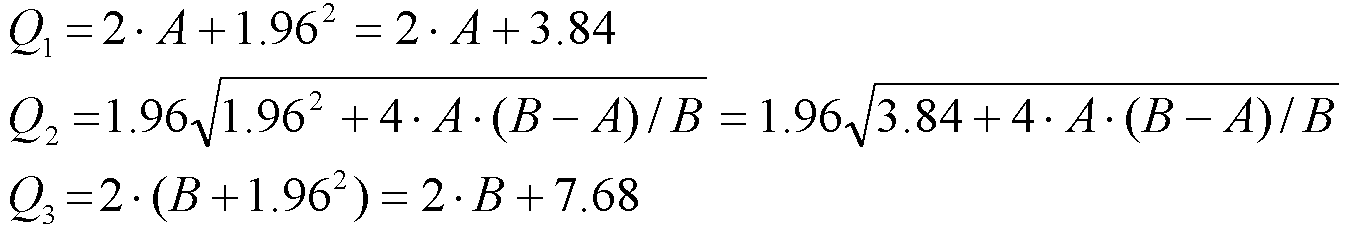 Q₁ = 2 · A + 1.96² = 2 · A + 3.84
Q₂ = 1.96√(1.96² + 4 · A · (B − A) / B) = 1.96√(3.84 + 4 · A · (B − A) / B)
Q₃ = 2 · (B + 1.96²) = 2 · B + 7.68